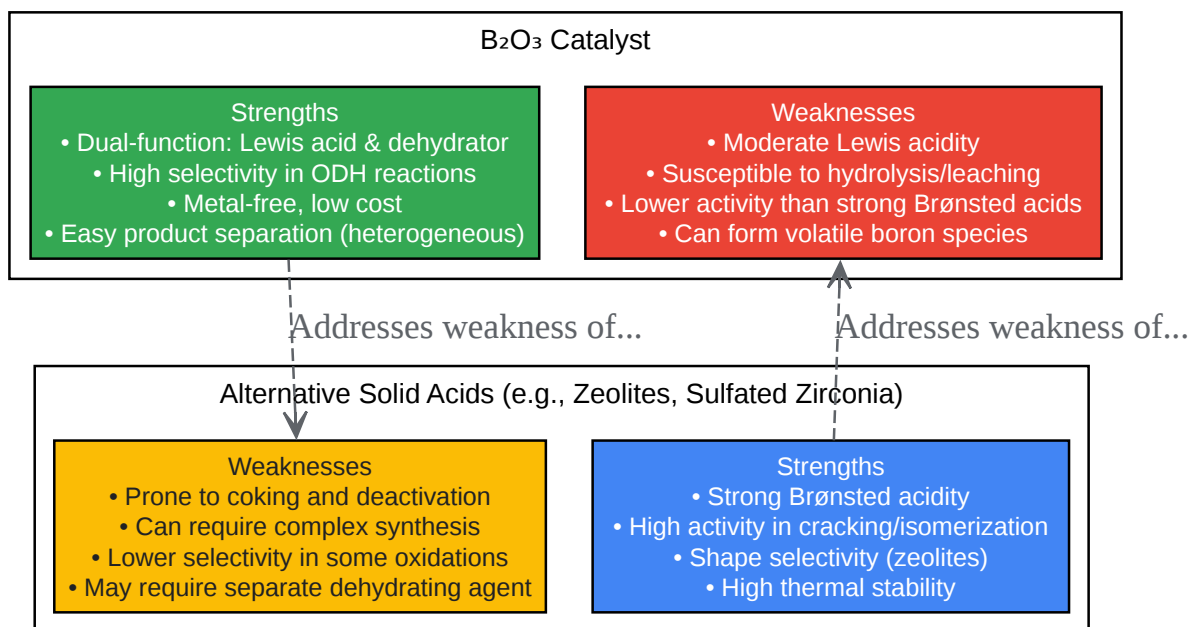 B₂O₃ Catalyst
Strengths
• Dual-function: Lewis acid & dehydrator
• High selectivity in ODH reactions
• Metal-free, low cost
• Easy product separation (heterogeneous)
Weaknesses
• Moderate Lewis acidity
• Susceptible to hydrolysis/leaching
• Lower activity than strong Brønsted acids
• Can form volatile boron species
Addresses weakness of...
Addresses weakness of...
Alternative Solid Acids (e.g., Zeolites, Sulfated Zirconia)
Weaknesses
• Prone to coking and deactivation
• Can require complex synthesis
• Lower selectivity in some oxidations
• May require separate dehydrating agent
Strengths
• Strong Brønsted acidity
• High activity in cracking/isomerization
• Shape selectivity (zeolites)
• High thermal stability